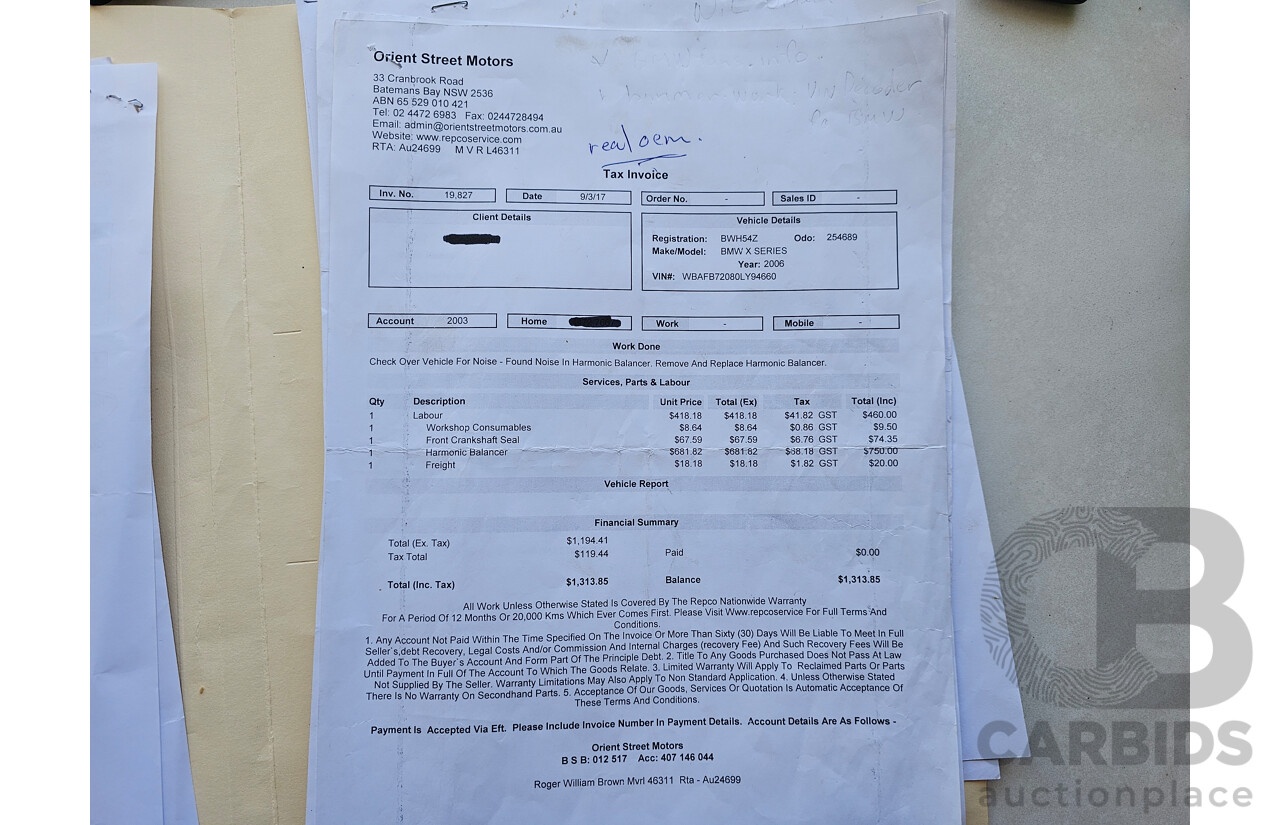 Orient Street Motors
33 Cranbrook Road
Batemans Bay NSW 2536
ABN 65 529 010 421
Tel: 02 4472 6983 Fax: 0244728494
Email: admin@orientstreetmotors.com.au
Website: www.repcoservice.com
RTA: Au24699 M V R L46311
real oem.
Tax Invoice
Inv. No. 19,827 Date 9/3/17 Order No. - Sales ID -
Client Details
Vehicle Details
Registration: BWH54Z Odo: 254689
Make/Model: BMW X SERIES
Year: 2006
VIN#: WBAFB72080LY94660
Account 2003 Home Work - Mobile -
Work Done
Check Over Vehicle For Noise - Found Noise In Harmonic Balancer. Remove And Replace Harmonic Balancer.
Services, Parts & Labour
Qty Description Unit Price Total (Ex) Tax Total (Inc)
1 Labour $418.18 $418.18 $41.82 GST $460.00
1 Workshop Consumables $8.64 $8.64 $0.86 GST $9.50
1 Front Crankshaft Seal $67.59 $67.59 $6.76 GST $74.35
1 Harmonic Balancer $681.82 $681.82 $68.18 GST $750.00
1 Freight $18.18 $18.18 $1.82 GST $20.00
Vehicle Report
Financial Summary
Total (Ex. Tax) $1,194.41
Tax Total $119.44 Paid $0.00
Total (Inc. Tax) $1,313.85 Balance $1,313.85
All Work Unless Otherwise Stated Is Covered By The Repco Nationwide Warranty
For A Period Of 12 Months Or 20,000 Kms Which Ever Comes First. Please Visit Www.repcoservice For Full Terms And
Conditions.
1. Any Account Not Paid Within The Time Specified On The Invoice Or More Than Sixty (30) Days Will Be Liable To Meet In Full
Seller`s,debt Recovery, Legal Costs And/or Commission And Internal Charges (recovery Fee) And Such Recovery Fees Will Be
Added To The Buyer`s Account And Form Part Of The Principle Debt. 2. Title To Any Goods Purchased Does Not Pass At Law
Until Payment In Full Of The Account To Which The Goods Relate. 3. Limited Warranty Will Apply To Reclaimed Parts Or Parts
Not Supplied By The Seller. Warranty Limitations May Also Apply To Non Standard Application. 4. Unless Otherwise Stated
There Is No Warranty On Secondhand Parts. 5. Acceptance Of Our Goods, Services Or Quotation Is Automatic Acceptance Of
These Terms And Conditions.
Payment Is Accepted Via Eft. Please Include Invoice Number In Payment Details. Account Details Are As Follows -
Orient Street Motors
B S B: 012 517 Acc: 407 146 044
Roger William Brown Mvrl 46311 Rta - Au24699
CARBIDS
auctionplace